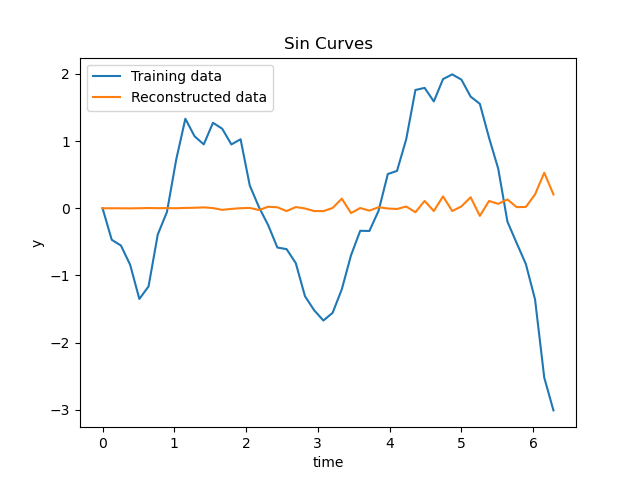 Sin Curves
Training data
Reconstructed data
2
1
0
−1
−2
−3
y
0 1 2 3 4 5 6
time